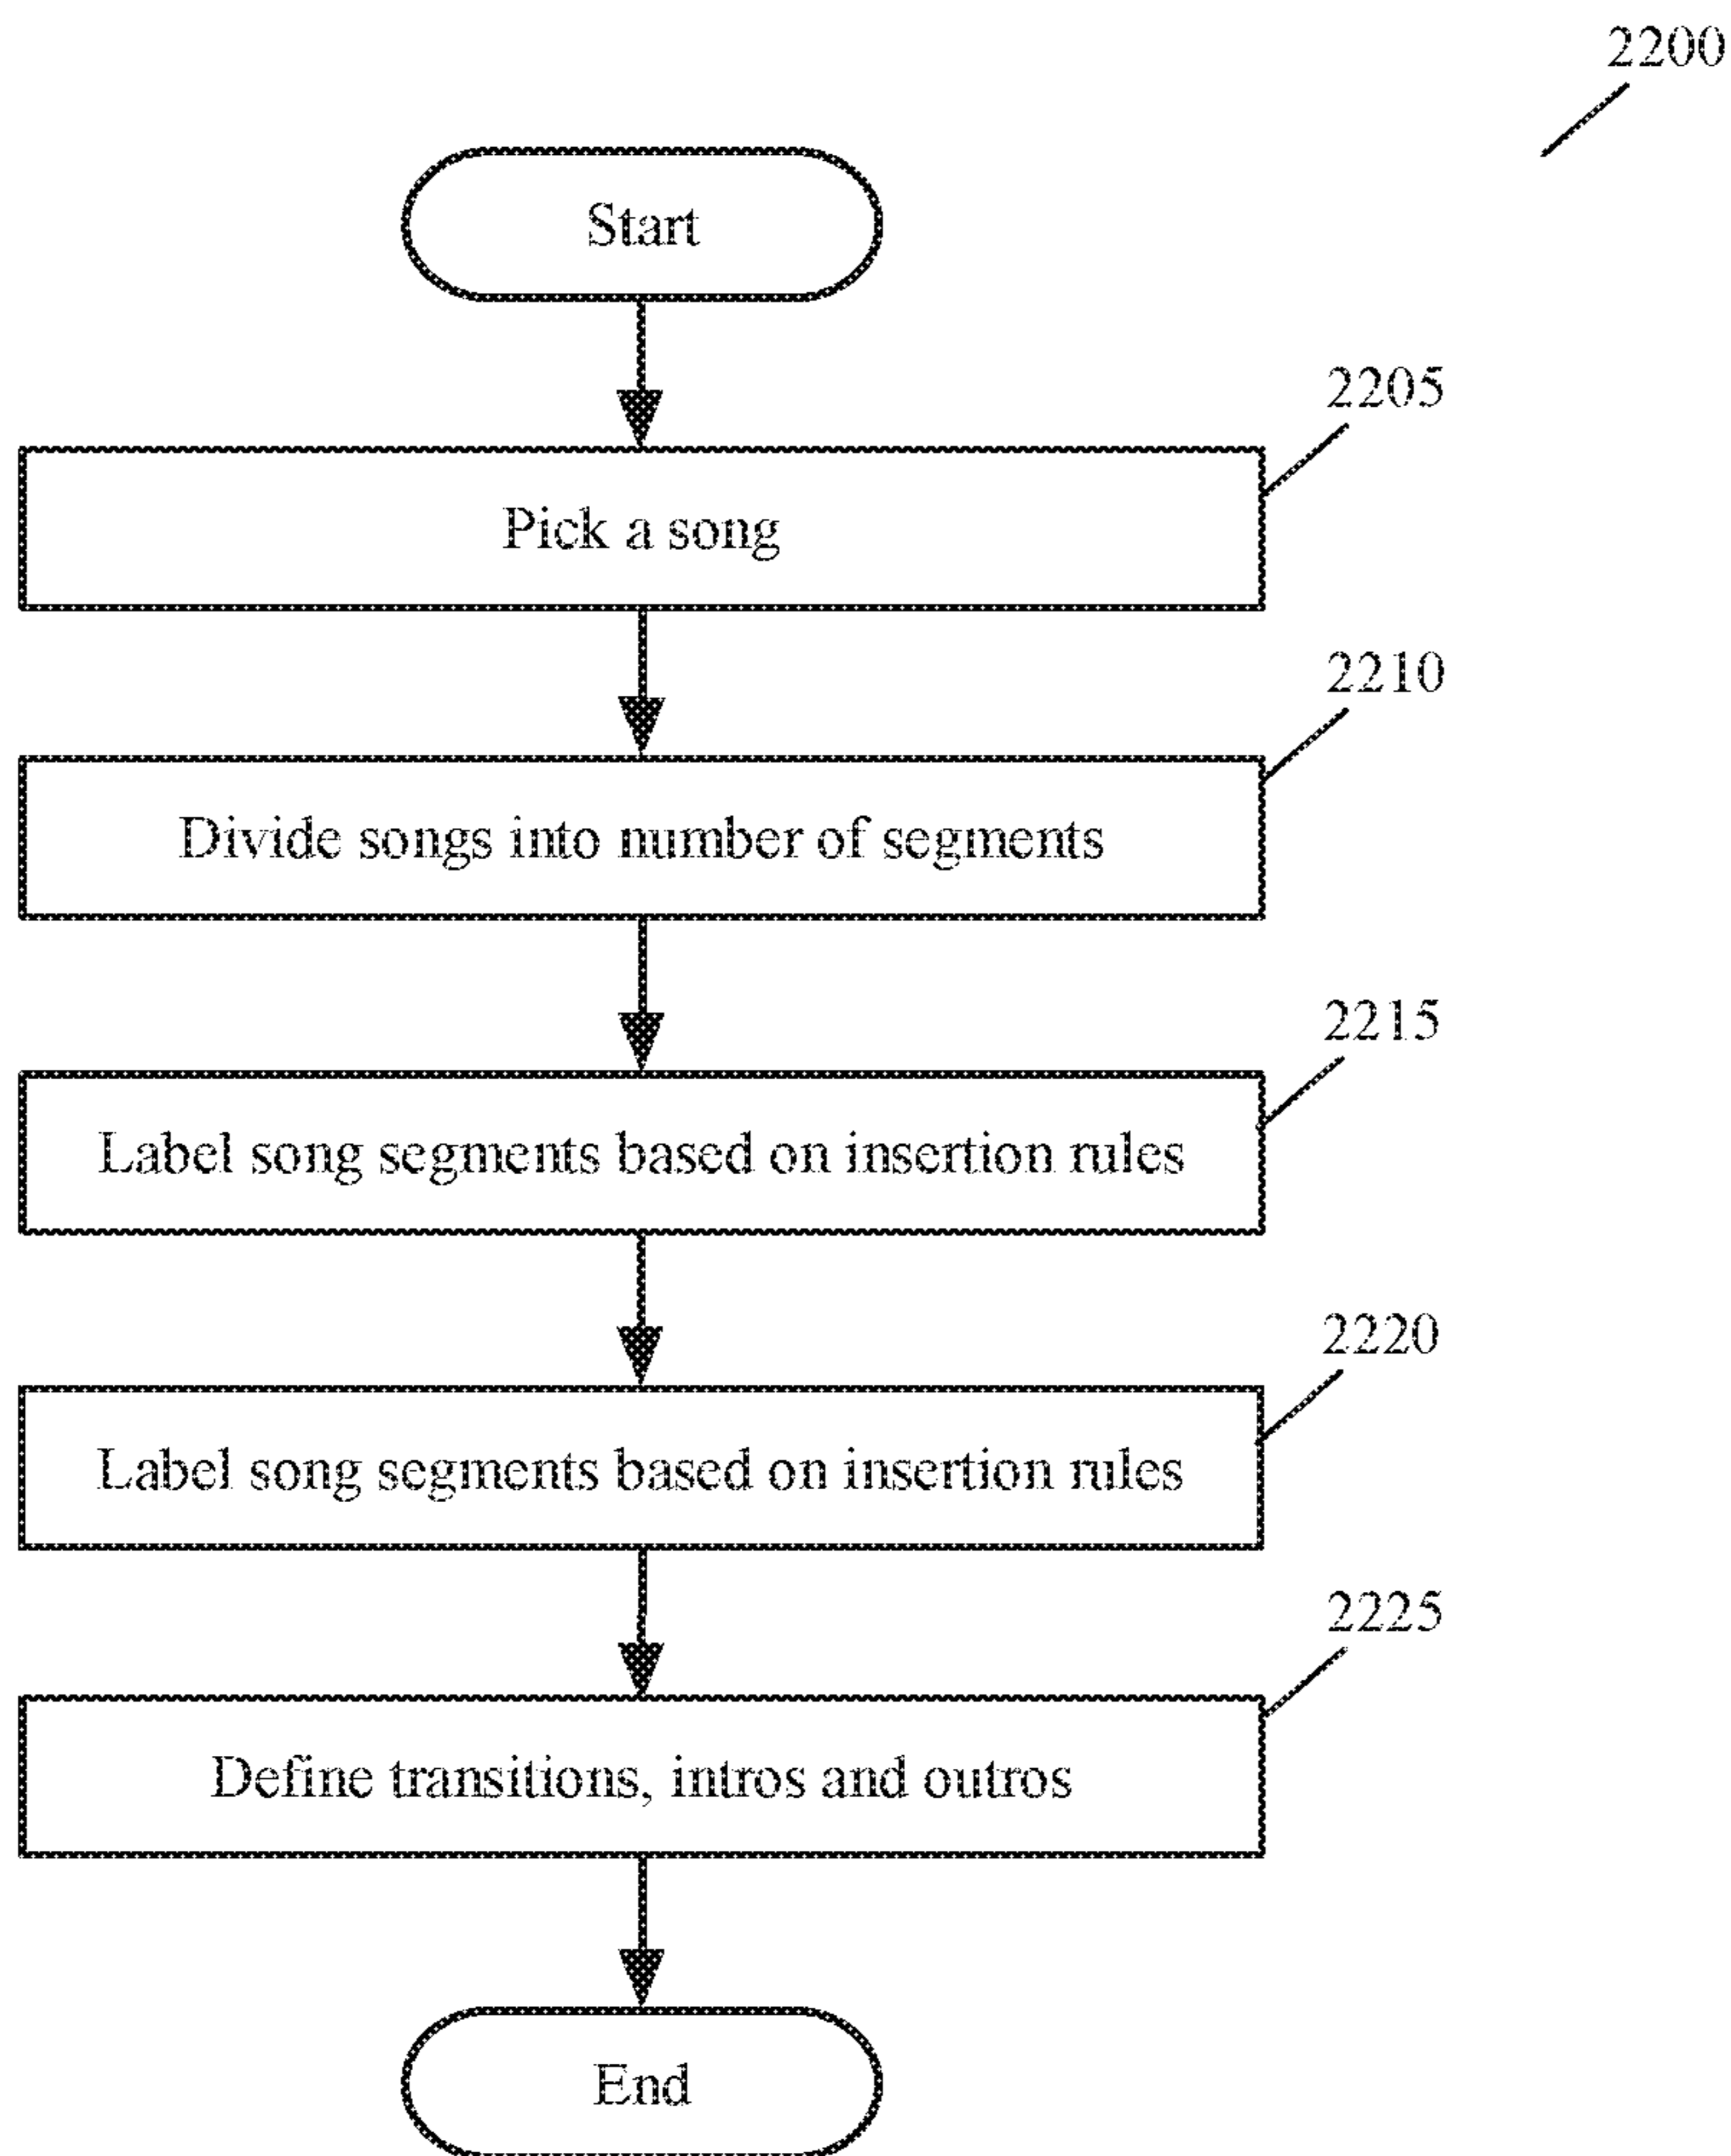 2200
Start
2205
Pick a song
2210
Divide songs into number of segments
2215
Label song segments based on insertion rules
2220
Label song segments based on insertion rules
2225
Define transitions, intros and outros
End